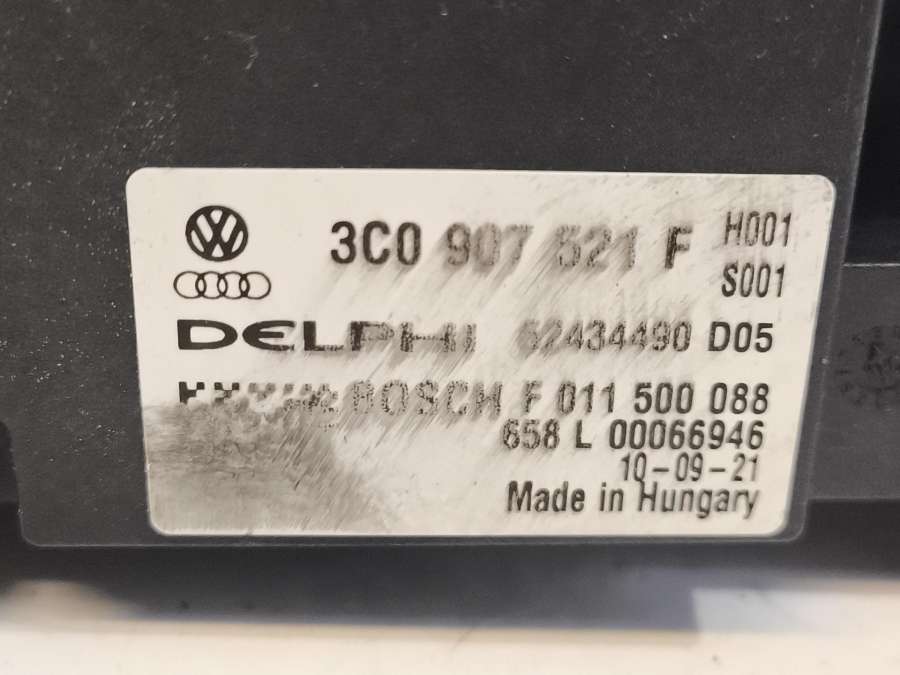 3C0 907 521 F H001
S001
DELPHI 52434490 D05
BOSCH F 011 500 088
658 L 00066946
10-09-21
Made in Hungary